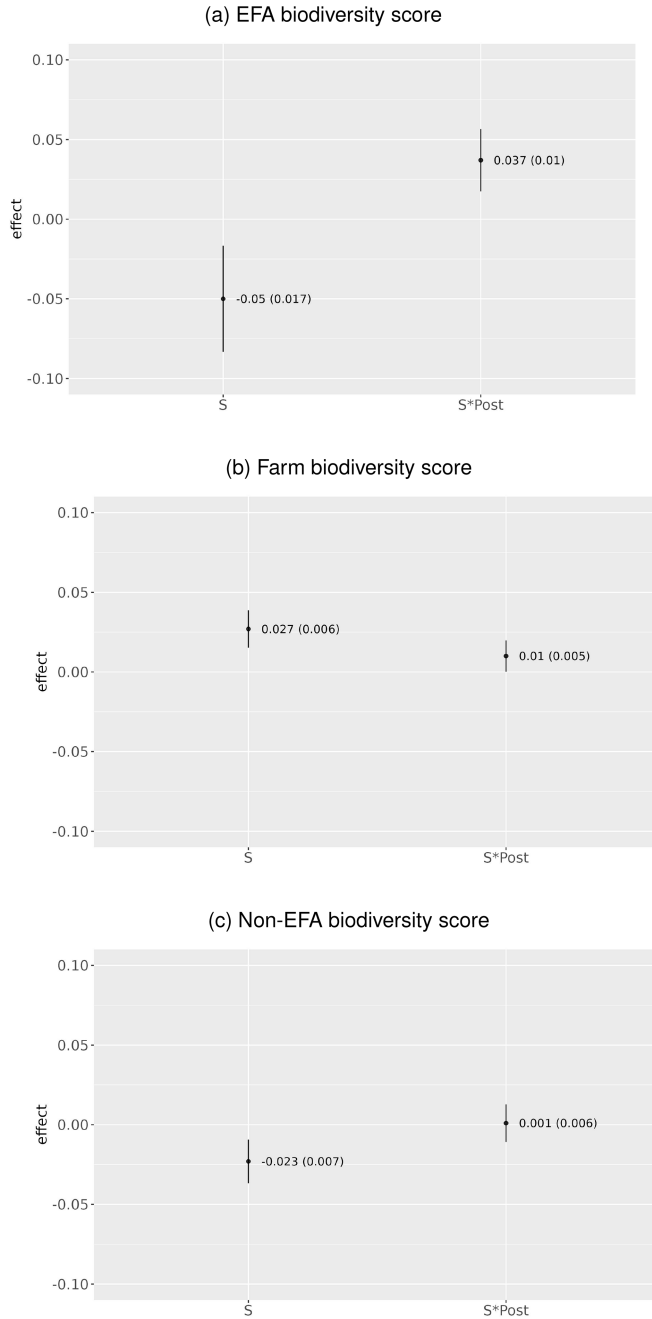 (a) EFA biodiversity score
0.10
0.05
0.00
-0.05
-0.10
effect
0.037 (0.01)
-0.05 (0.017)
S
S*Post
(b) Farm biodiversity score
0.10
0.05
0.00
-0.05
-0.10
effect
0.027 (0.006)
0.01 (0.005)
S
S*Post
(c) Non-EFA biodiversity score
0.10
0.05
0.00
-0.05
-0.10
effect
0.001 (0.006)
-0.023 (0.007)
S
S*Post